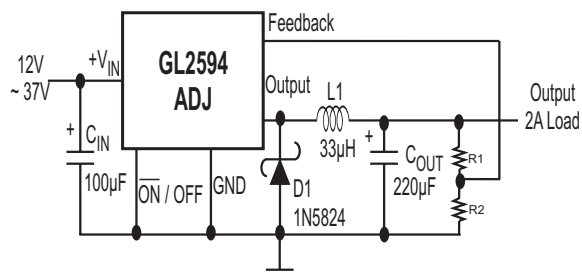 Feedback
12V
~ 37V
+VIN
GL2594
ADJ
Output
L1
33µH
Output
2A Load
+
CIN
100µF
ON / OFF
GND
D1
1N5824
+
COUT
220µF
R1
R2